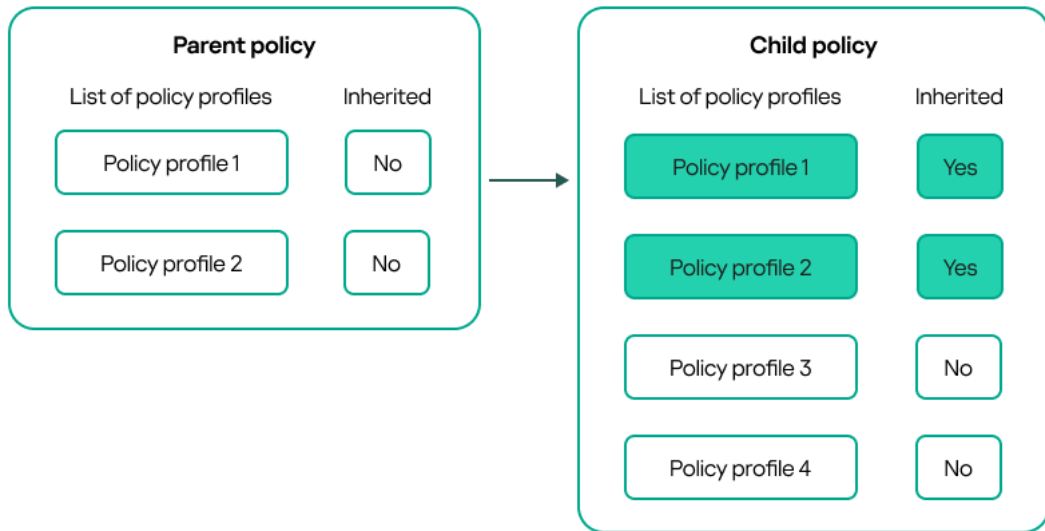 Parent policy
List of policy profiles Inherited
Policy profile 1 No
Policy profile 2 No
Child policy
List of policy profiles Inherited
Policy profile 1 Yes
Policy profile 2 Yes
Policy profile 3 No
Policy profile 4 No